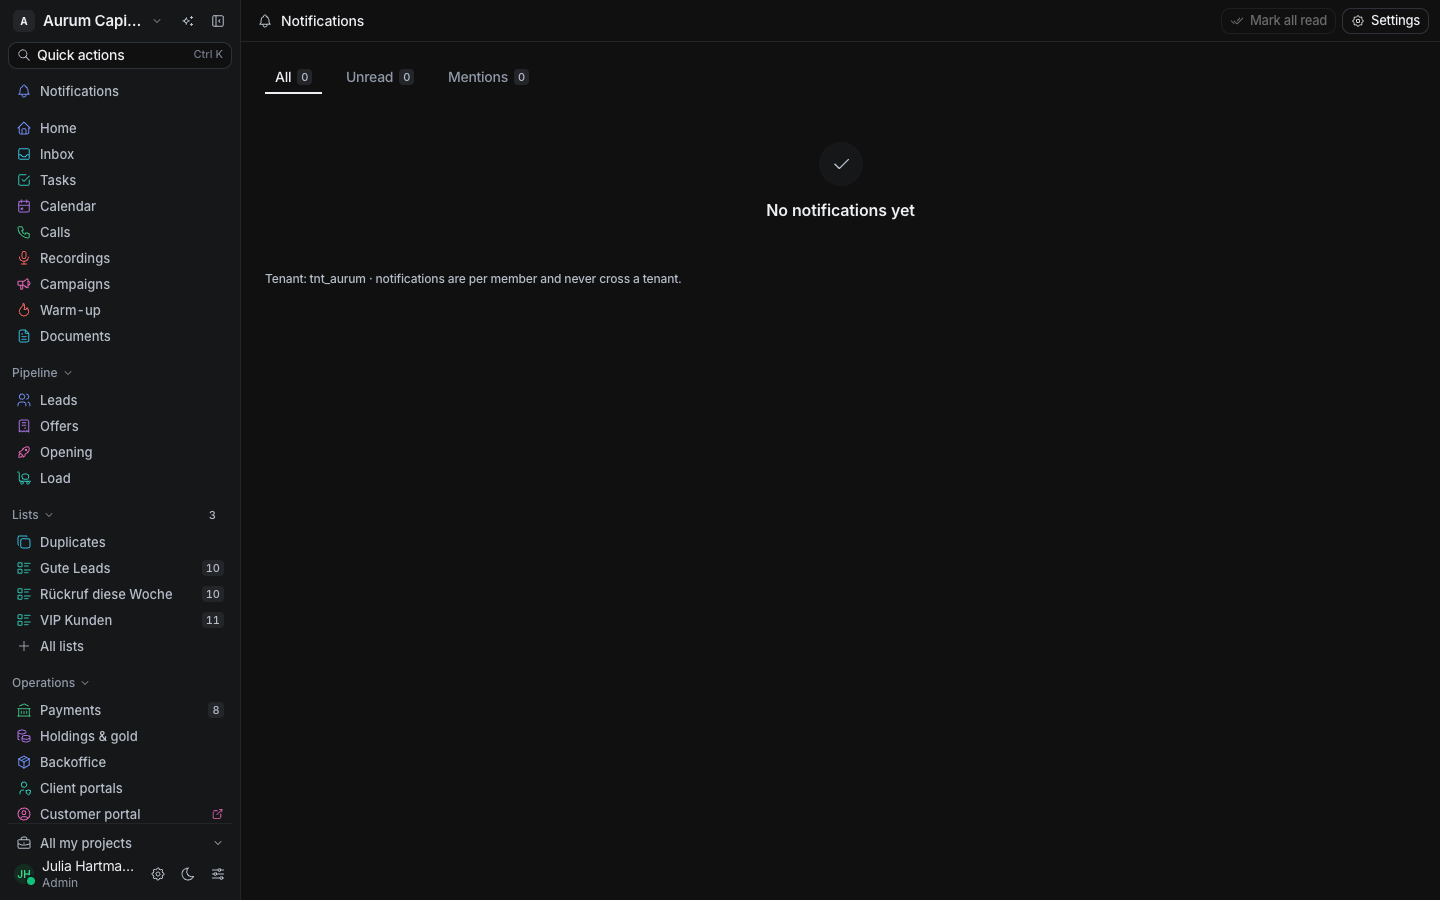 A Aurum Capi...
Quick actions Ctrl K
Notifications
Home
Inbox
Tasks
Calendar
Calls
Recordings
Campaigns
Warm-up
Documents
Pipeline
Leads
Offers
Opening
Load
Lists 3
Duplicates
Gute Leads 10
Rückruf diese Woche 10
VIP Kunden 11
All lists
Operations
Payments 8
Holdings & gold
Backoffice
Client portals
Customer portal
All my projects
JH Julia Hartma...
Admin
Notifications Mark all read Settings
All 0 Unread 0 Mentions 0
No notifications yet
Tenant: tnt_aurum · notifications are per member and never cross a tenant.